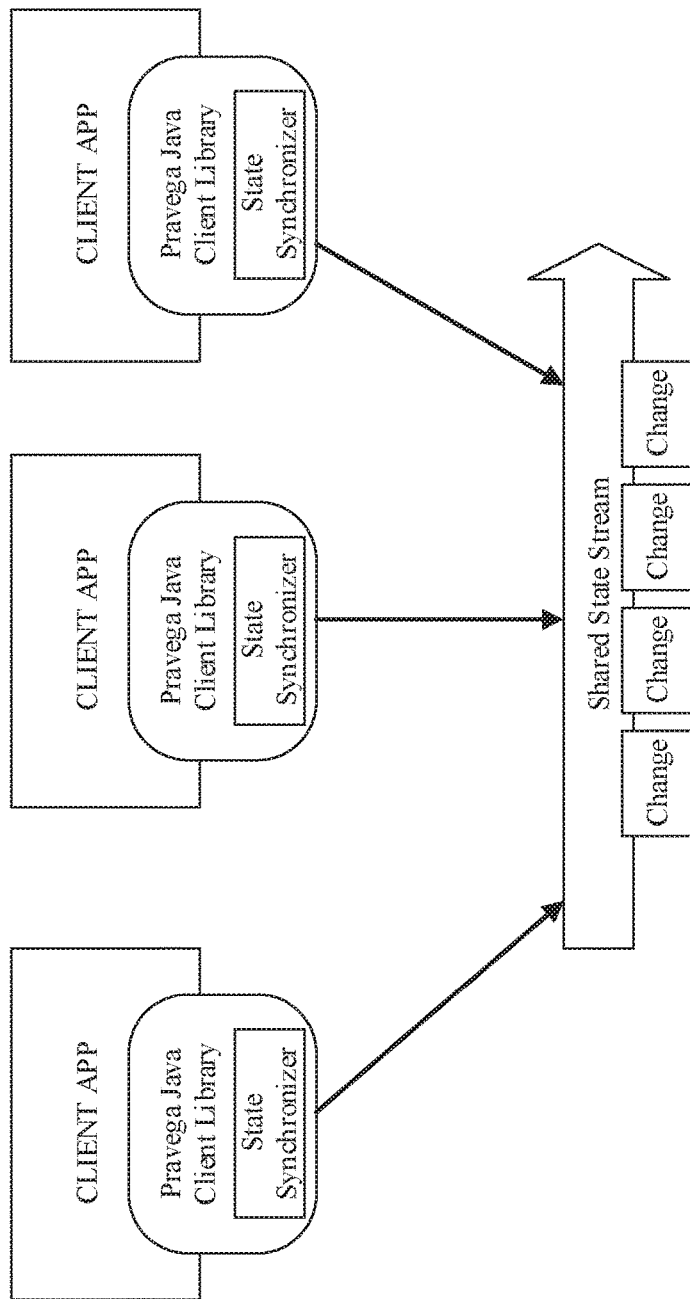 CLIENT APP
Pravega Java
Client Library
State
Synchronizer
CLIENT APP
Pravega Java
Client Library
State
Synchronizer
CLIENT APP
Pravega Java
Client Library
State
Synchronizer
Shared State Stream
Change
Change
Change
Change